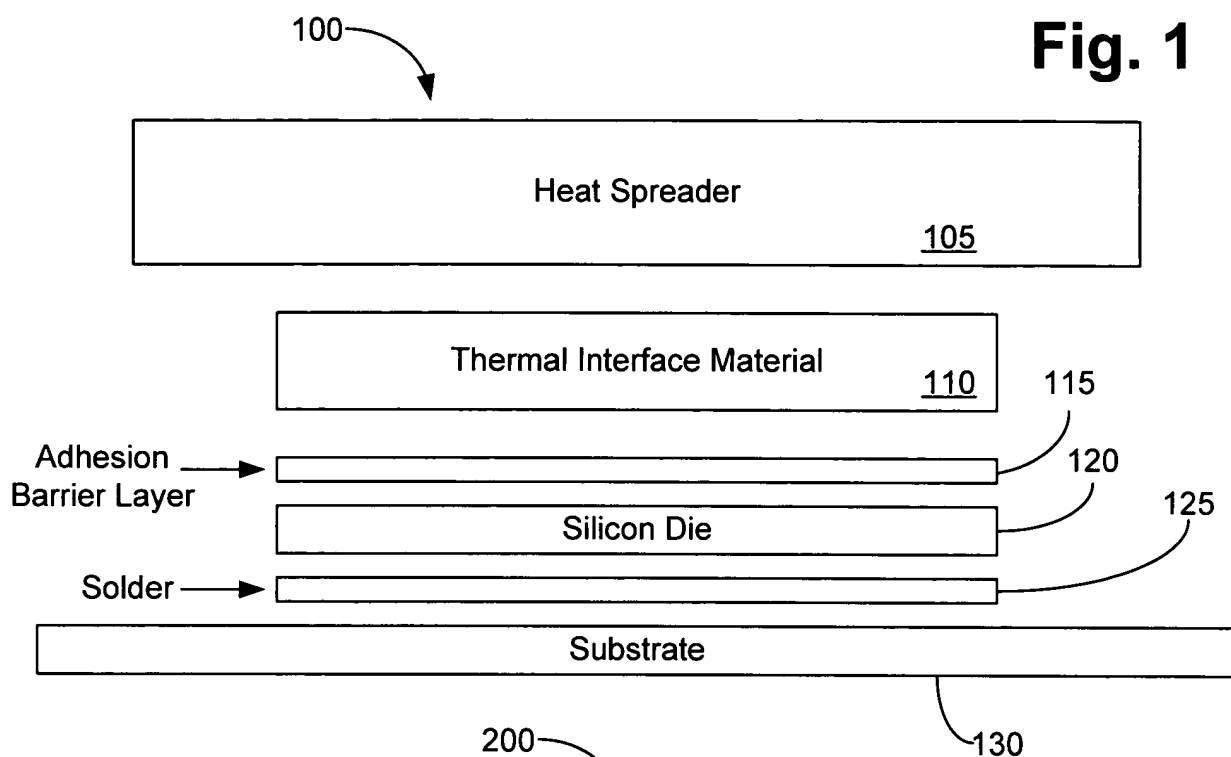 Fig. 1
100
Heat Spreader
105
Thermal Interface Material
110
115
Adhesion
Barrier Layer
120
Silicon Die
125
Solder
Substrate
130
200